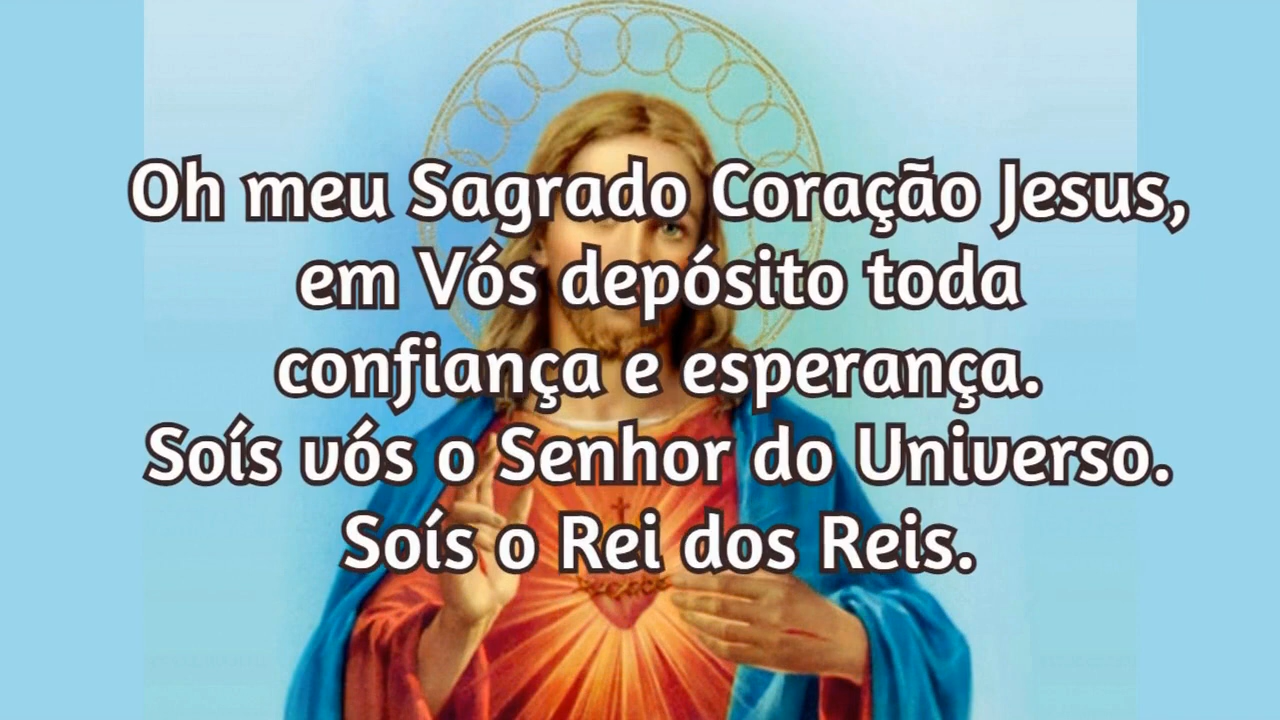 Oh meu Sagrado Coração Jesus,
em Vós depósito toda
confiança e esperança.
Soís vós o Senhor do Universo.
Soís o Rei dos Reis.